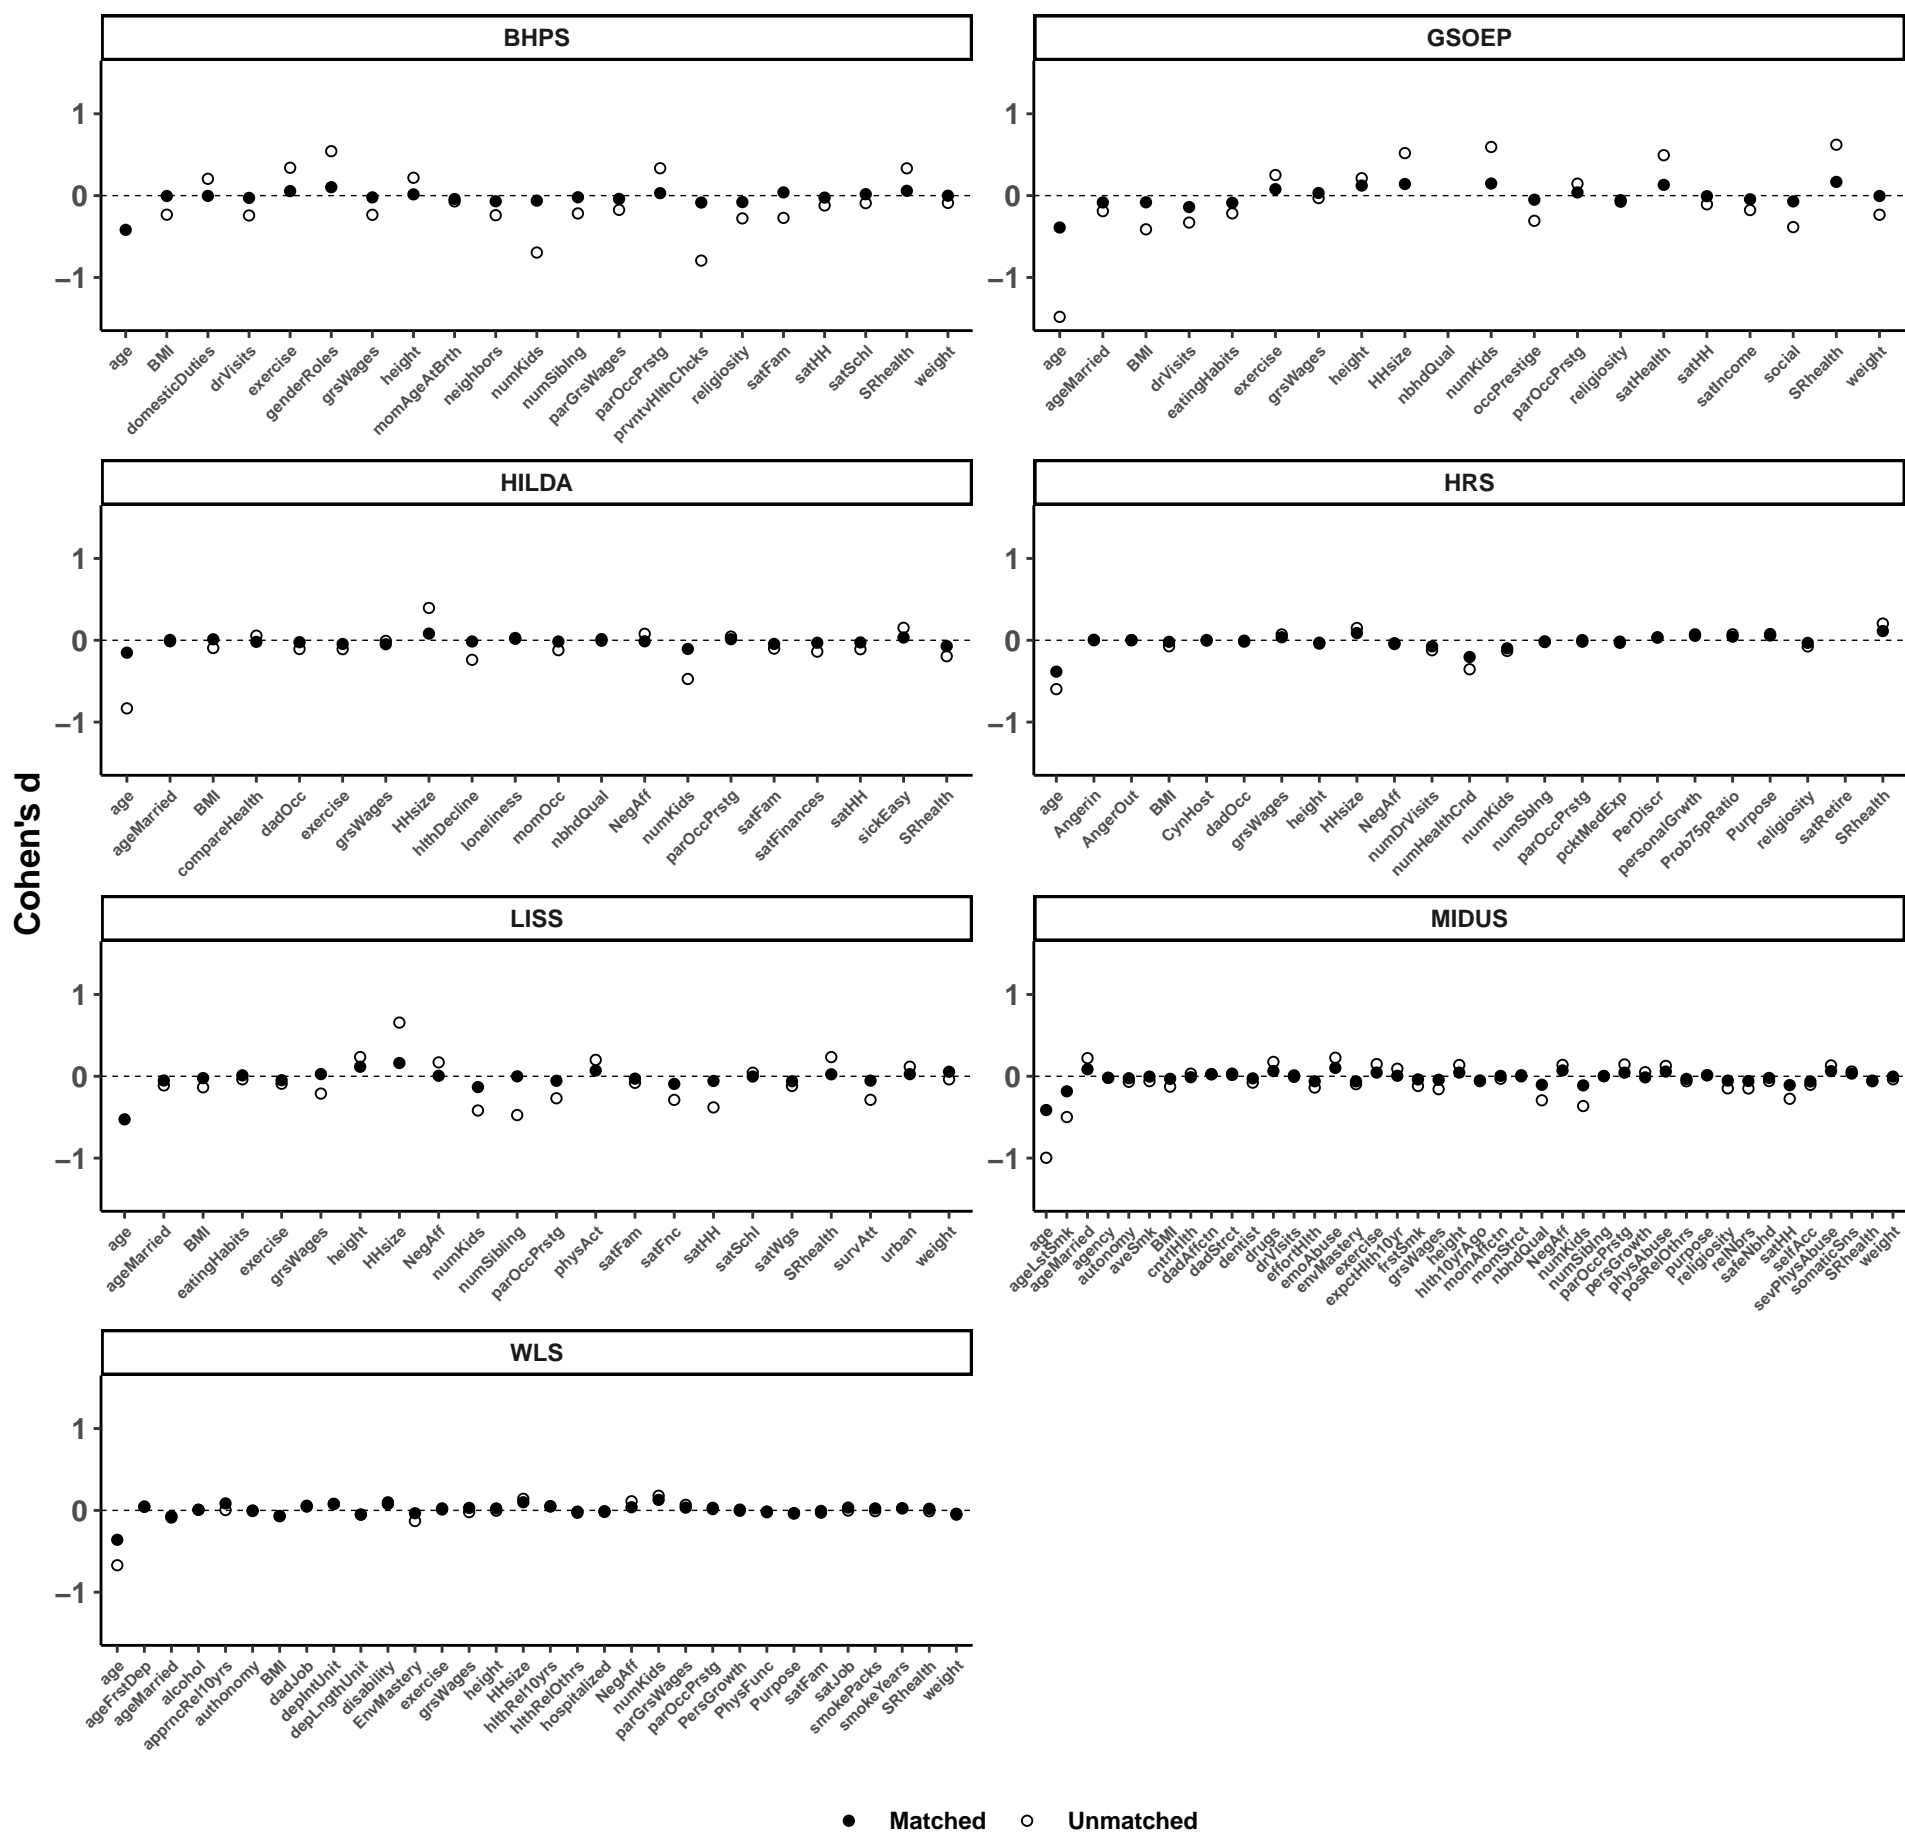 BHPS
1
0
−1
age
BMI
domesticDuties
drVisits
exercise
genderRoles
grsWages
height
momAgeAtBrth
neighbors
numKids
numSiblng
parGrsWages
parOccPrstg
prvntvHlthChcks
religiosity
satFam
satHH
satSchl
SRhealth
weight
GSOEP
1
0
−1
age
ageMarried
BMI
drVisits
eatingHabits
exercise
grsWages
height
HHsize
nbhdQual
numKids
occPrestige
parOccPrstg
religiosity
satHealth
satHH
satIncome
social
SRhealth
weight
HILDA
1
0
−1
age
ageMarried
BMI
compareHealth
dadOcc
exercise
grsWages
HHsize
hlthDecline
loneliness
momOcc
nbhdQual
NegAff
numKids
parOccPrstg
satFam
satFinances
satHH
sickEasy
SRhealth
HRS
1
0
−1
age
Angerin
AngerOut
BMI
CynHost
dadOcc
grsWages
height
HHsize
NegAff
numDrVisits
numHealthCnd
numKids
numSblng
parOccPrstg
pcktMedExp
PerDiscr
personalGrwth
Prob75pRatio
Purpose
religiosity
satRetire
SRhealth
Cohen's d
LISS
1
0
−1
age
ageMarried
BMI
eatingHabits
exercise
grsWages
height
HHsize
NegAff
numKids
numSibling
parOccPrstg
physAct
satFam
satFnc
satHH
satSchl
satWgs
SRhealth
survAtt
urban
weight
MIDUS
1
0
−1
age
ageLstSmk
ageMarried
agency
autonomy
aveSmk
BMI
cntrlHlth
dadAffctn
dadStrct
dentist
drugs
drVisits
effortHlth
emoAbuse
envMastery
exercise
expctHlth10yr
frstSmk
grsWages
height
hlth10yrAgo
momAffctn
momStrct
nbhdQual
NegAff
numKids
numSiblng
parOccPrstg
persGrowth
physAbuse
posRelOthrs
purpose
religiosity
relNbrs
safeNbhd
satHH
selfAcc
sevPhysAbuse
somaticSns
SRhealth
weight
WLS
1
0
−1
age
ageFrstDep
ageMarried
alcohol
apprncRel10yrs
authonomy
BMI
dadJob
depIntUnit
depLngthUnit
disability
EnvMastery
exercise
grsWages
height
HHsize
hlthRel10yrs
hlthRelOthrs
hospitalized
NegAff
numKids
parGrsWages
parOccPrstg
PersGrowth
PhysFunc
Purpose
satFam
satJob
smokePacks
smokeYears
SRhealth
weight
Matched Unmatched